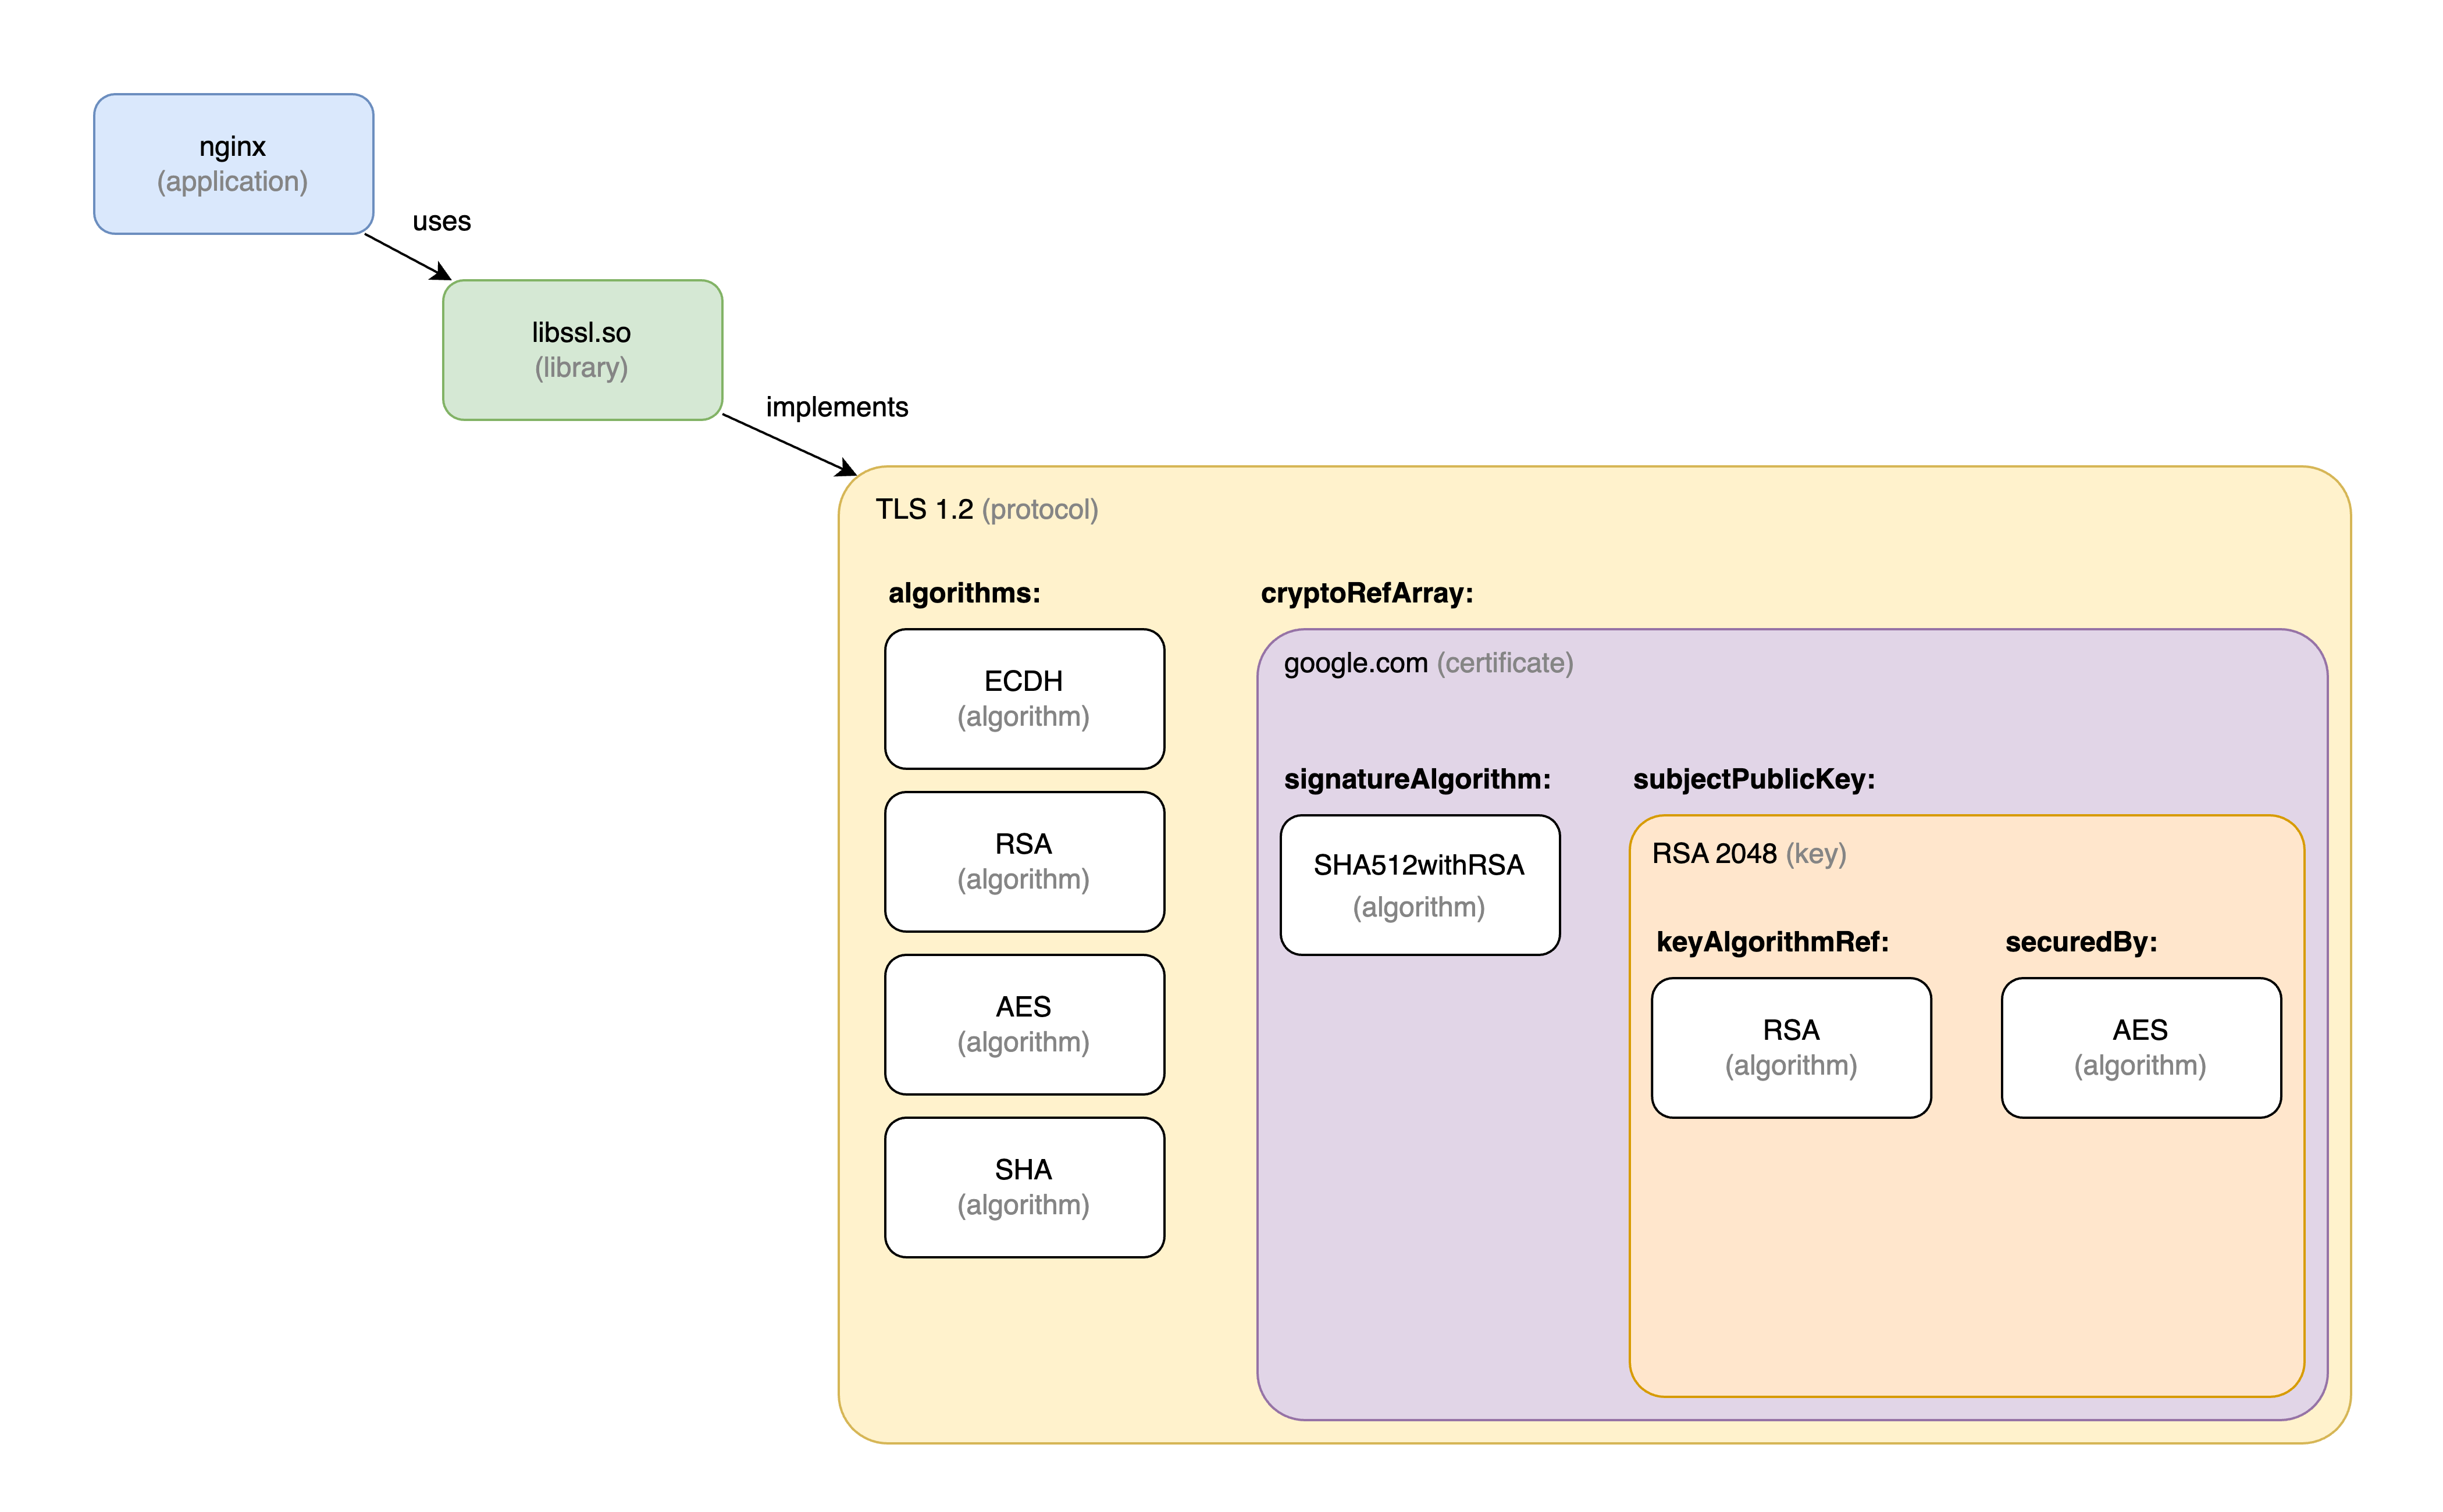 nginx
(application)
uses
libssl.so
(library)
implements
TLS 1.2 (protocol)
algorithms:
ECDH
(algorithm)
RSA
(algorithm)
AES
(algorithm)
SHA
(algorithm)
cryptoRefArray:
google.com (certificate)
signatureAlgorithm:
SHA512withRSA
(algorithm)
subjectPublicKey:
RSA 2048 (key)
keyAlgorithmRef:
RSA
(algorithm)
securedBy:
AES
(algorithm)